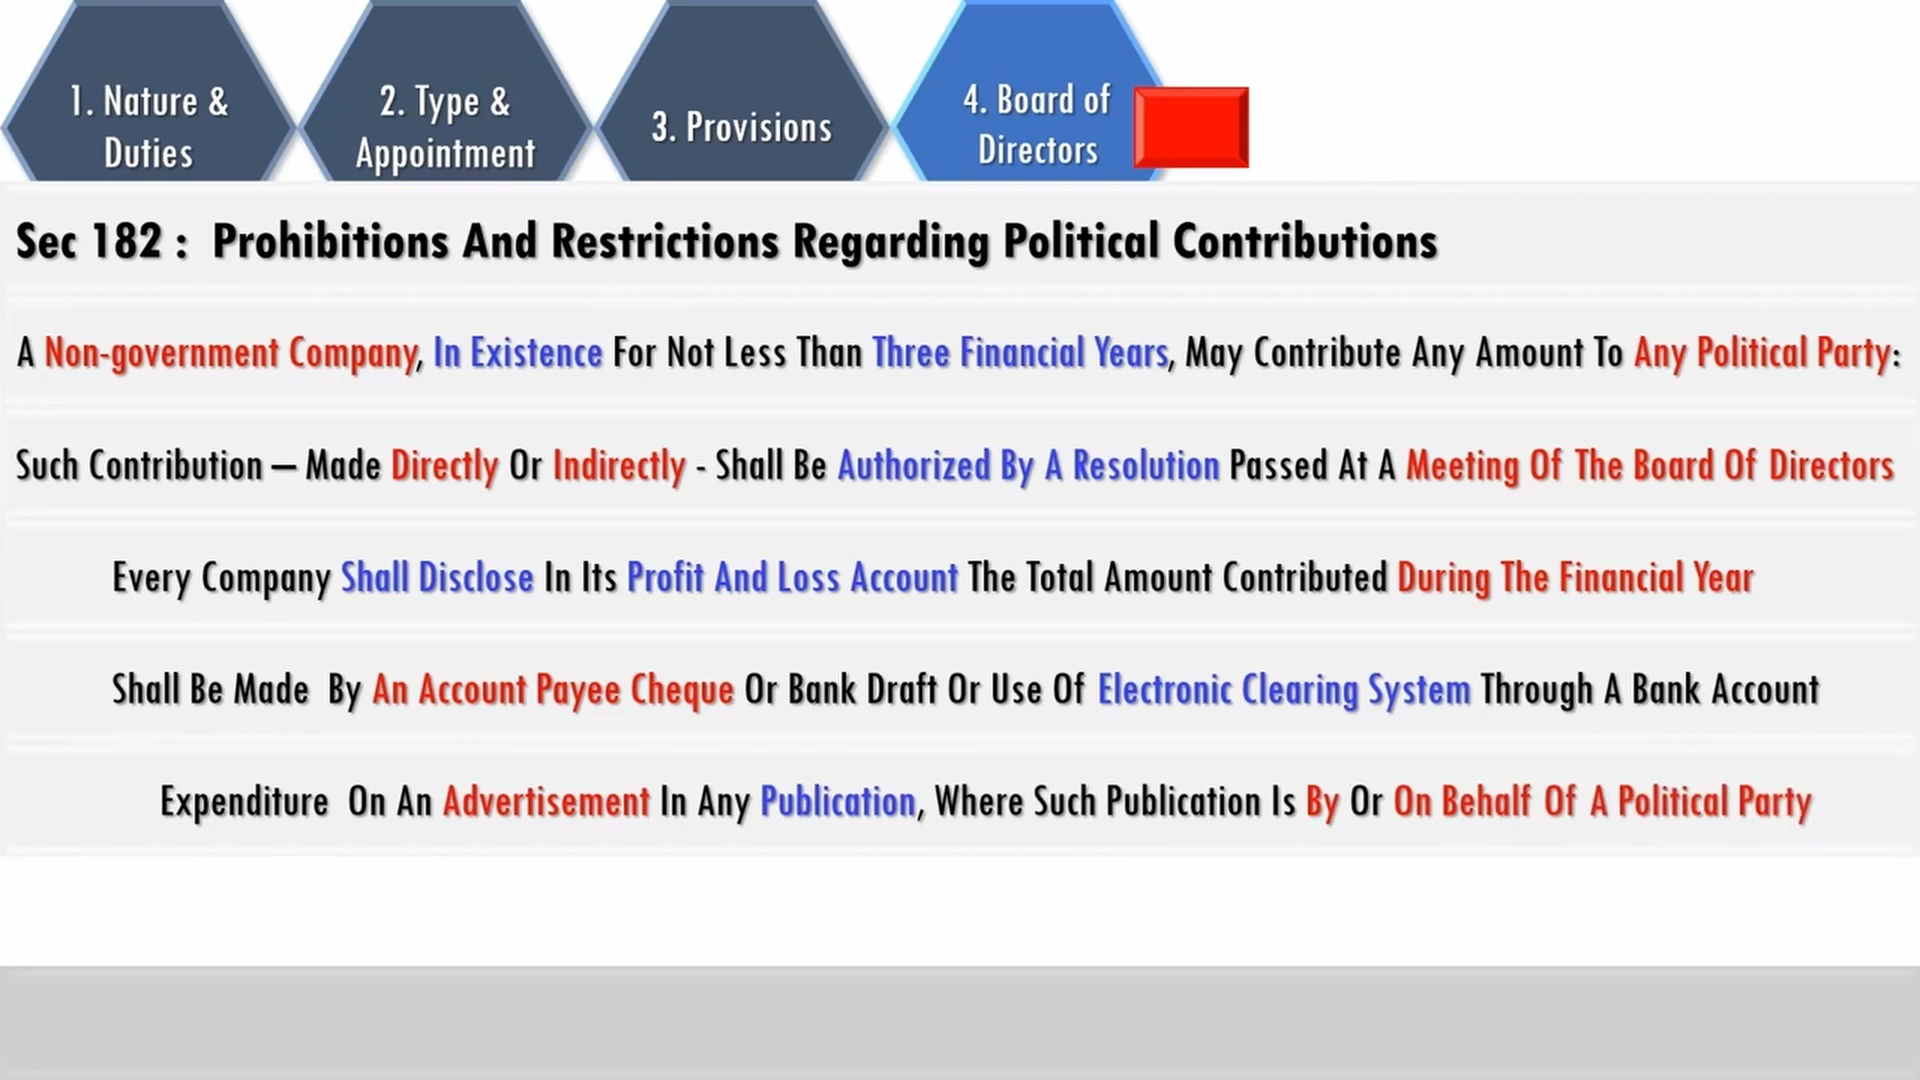 1. Nature &
Duties
2. Type &
Appointment
3. Provisions
4. Board of
Directors
Sec 182 : Prohibitions And Restrictions Regarding Political Contributions
A Non-government Company, In Existence For Not Less Than Three Financial Years, May Contribute Any Amount To Any Political Party:
Such Contribution – Made Directly Or Indirectly - Shall Be Authorized By A Resolution Passed At A Meeting Of The Board Of Directors
Every Company Shall Disclose In Its Profit And Loss Account The Total Amount Contributed During The Financial Year
Shall Be Made By An Account Payee Cheque Or Bank Draft Or Use Of Electronic Clearing System Through A Bank Account
Expenditure On An Advertisement In Any Publication, Where Such Publication Is By Or On Behalf Of A Political Party